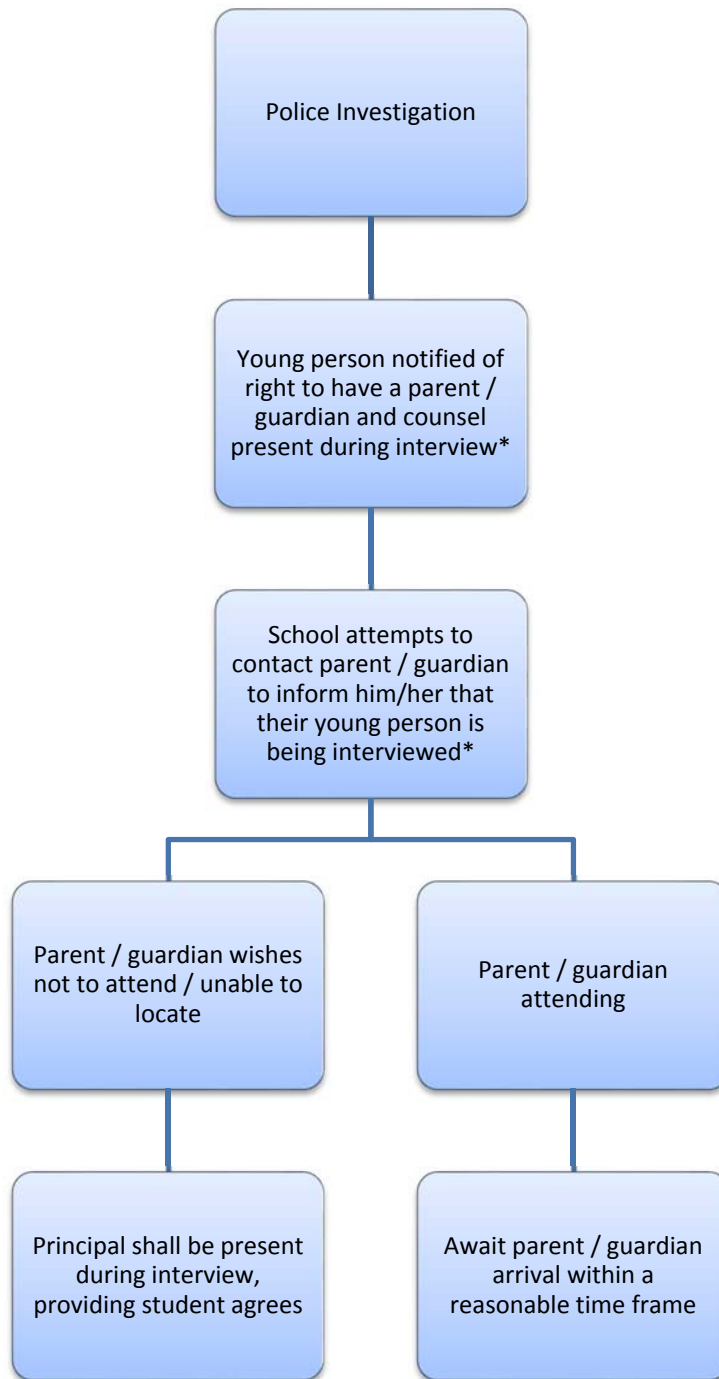 Police Investigation
Young person notified of
right to have a parent /
guardian and counsel
present during interview*
School attempts to
contact parent / guardian
to inform him/her that
their young person is
being interviewed*
Parent / guardian wishes
not to attend / unable to
locate
Parent / guardian
attending
Principal shall be present
during interview,
providing student agrees
Await parent / guardian
arrival within a
reasonable time frame